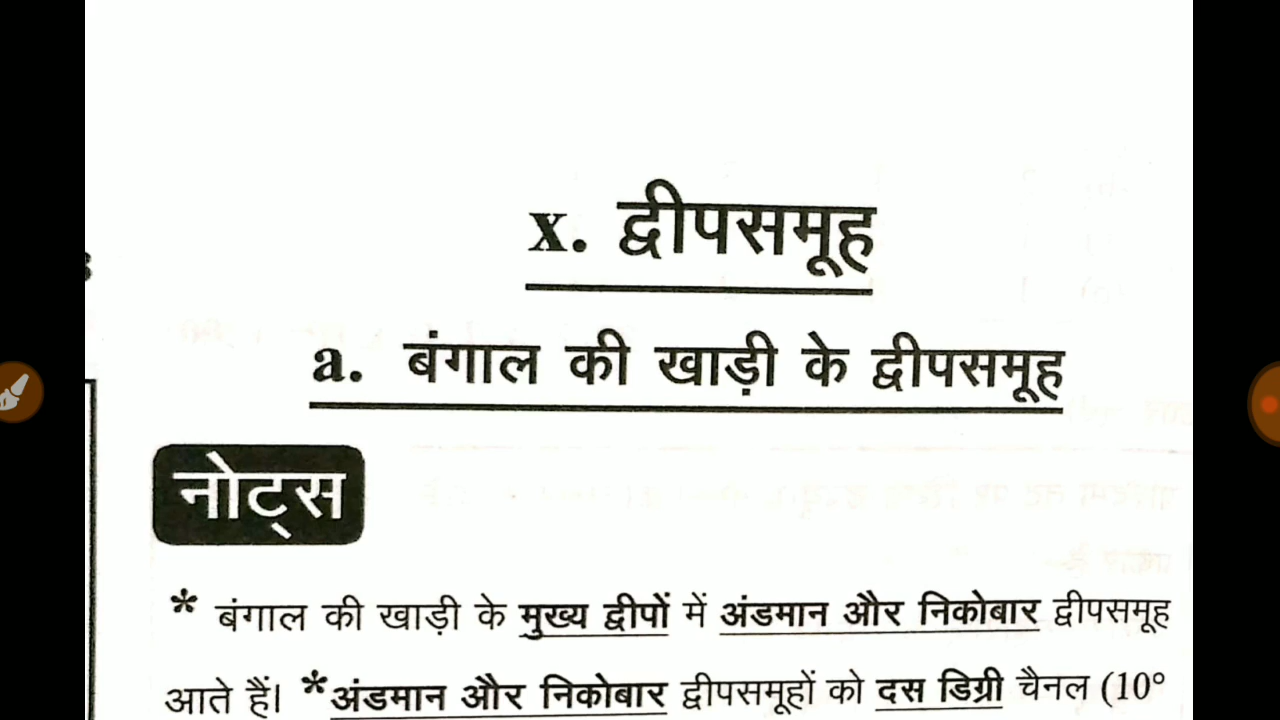 x. द्वीपसमूह
a. बंगाल की खाड़ी के द्वीपसमूह
नोट्स
* बंगाल की खाड़ी के मुख्य द्वीपों में अंडमान और निकोबार द्वीपसमूह
आते हैं। *अंडमान और निकोबार द्वीपसमूहों को दस डिग्री चैनल (10°